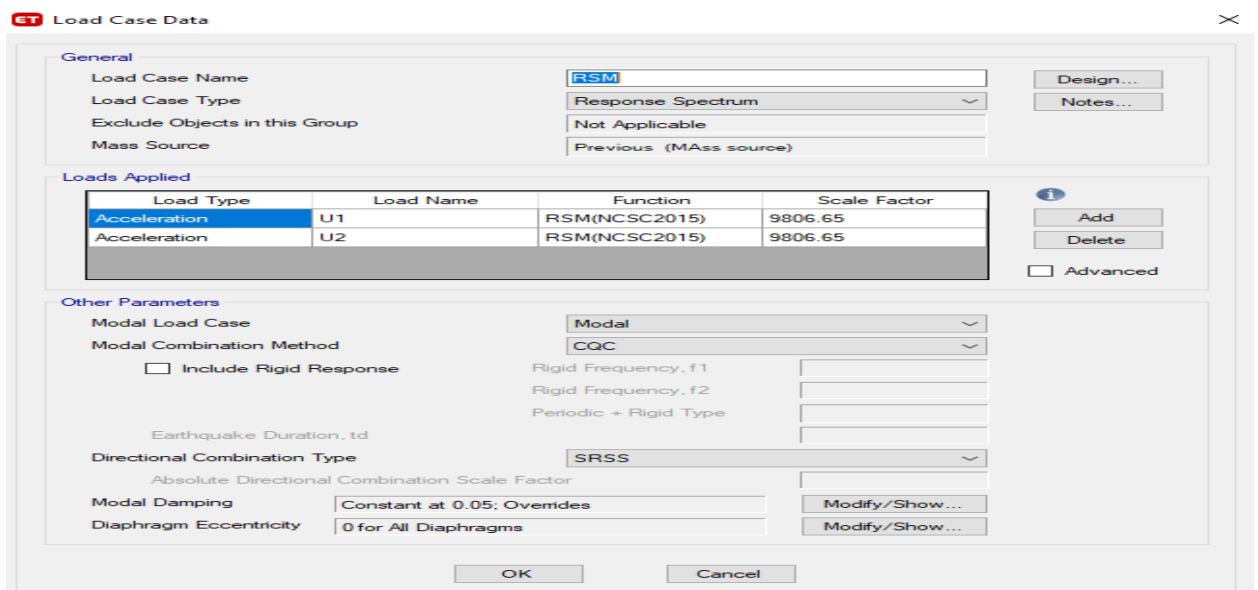 ET Load Case Data
General
Load Case Name RSM Design...
Load Case Type Response Spectrum Notes...
Exclude Objects in this Group Not Applicable
Mass Source Previous (MAss source)
Loads Applied
Load Type Load Name Function Scale Factor
Acceleration U1 RSM(NCSC2015) 9806.65 Add
Acceleration U2 RSM(NCSC2015) 9806.65 Delete
Advanced
Other Parameters
Modal Load Case Modal
Modal Combination Method CQC
Include Rigid Response Rigid Frequency, f1
Rigid Frequency, f2
Periodic + Rigid Type
Earthquake Duration, td
Directional Combination Type SRSS
Absolute Directional Combination Scale Factor
Modal Damping Constant at 0.05; Overrides Modify/Show...
Diaphragm Eccentricity 0 for All Diaphragms Modify/Show...
OK Cancel